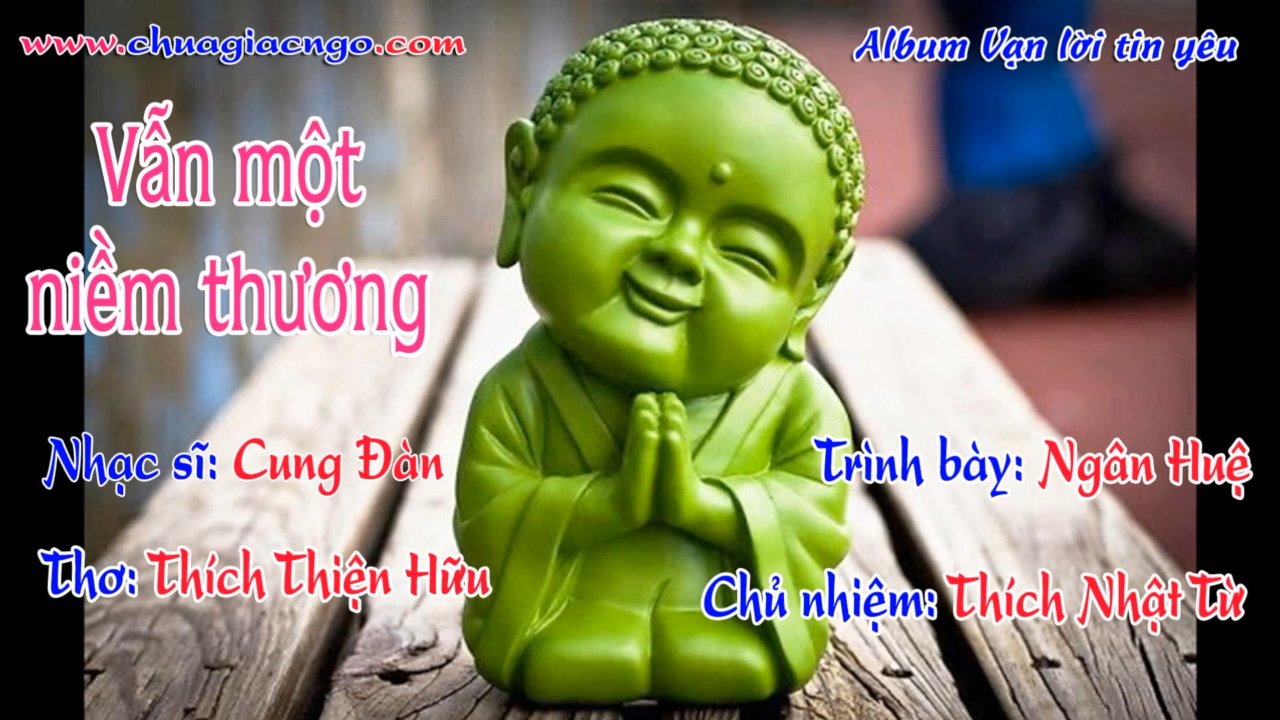 www.chuagiacngo.com
Album Vạn lời tin yêu
Vẫn một
niềm thương
Nhạc sĩ: Cung Đàn
Trình bày: Ngân Huệ
Thơ: Thích Thiện Hữu
Chủ nhiệm: Thích Nhật Từ